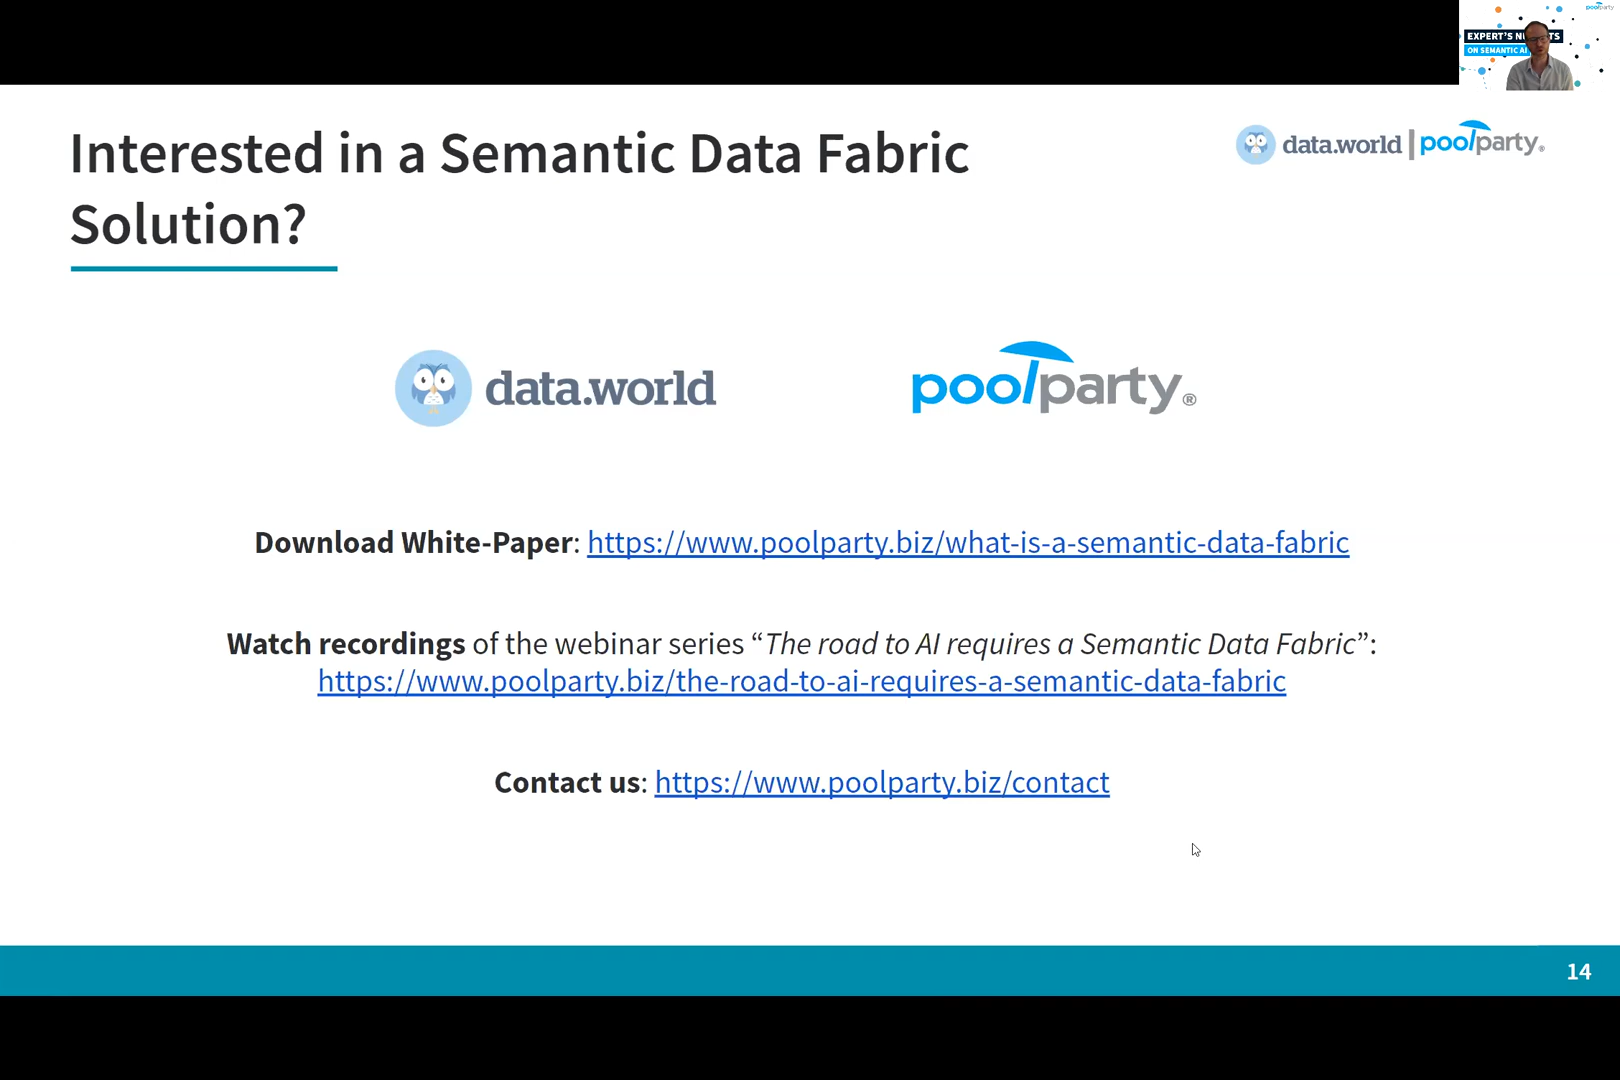 poolparty
EXPERT'S NU TS
ON SEMANTIC AI
Interested in a Semantic Data Fabric
Solution?
data.world | poolparty®
data.world
poolparty®
Download White-Paper: https://www.poolparty.biz/what-is-a-semantic-data-fabric
Watch recordings of the webinar series “The road to AI requires a Semantic Data Fabric”:
https://www.poolparty.biz/the-road-to-ai-requires-a-semantic-data-fabric
Contact us: https://www.poolparty.biz/contact
14